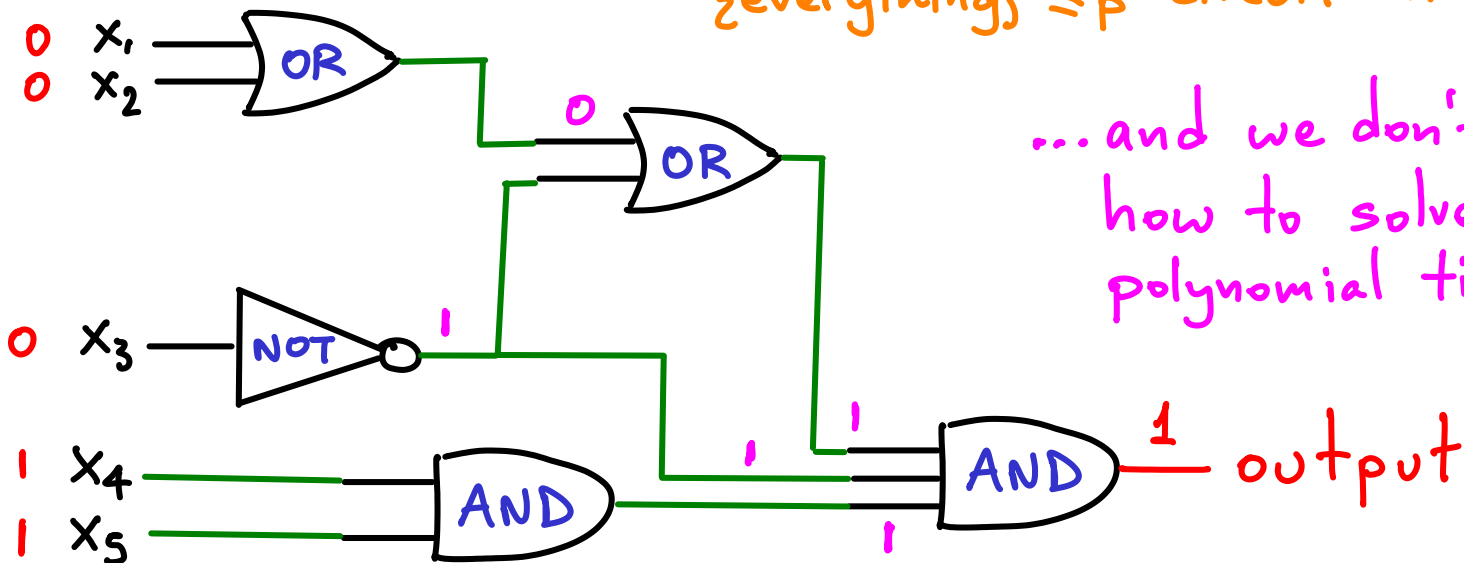 {everything} ≤p
0 x₁ OR
0 x₂
0 OR
...and we don't
how to solve
polynomial
0 x₃ NOT 1
1 x₄ AND 1 1 1 AND 1 output
1 x₅